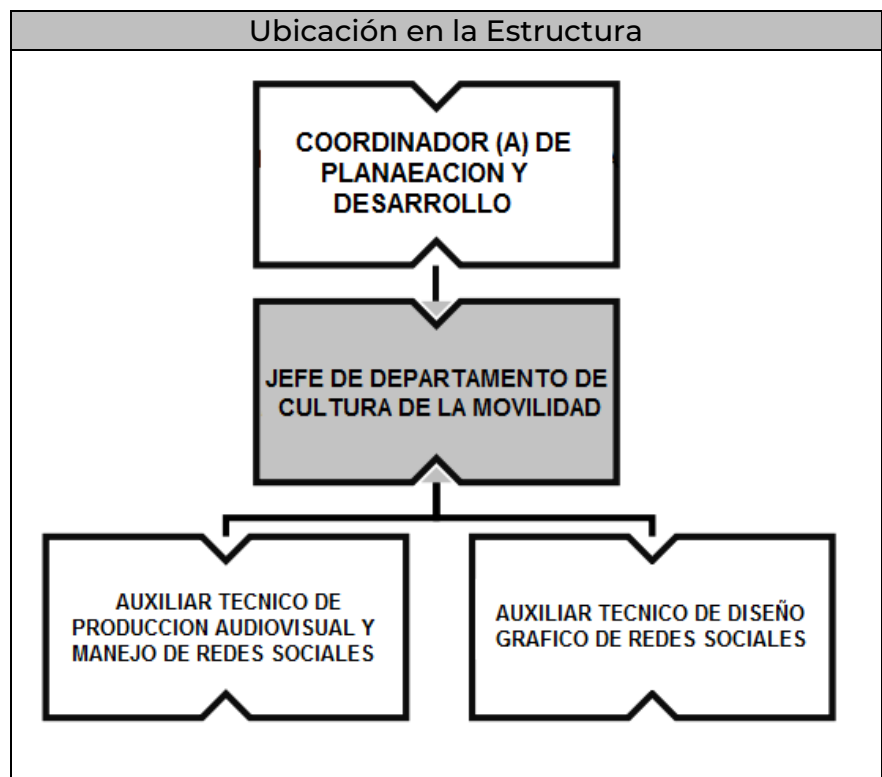 Ubicación en la Estructura
COORDINADOR (A) DE
PLANAEACION Y
DESARROLLO
JEFE DE DEPARTAMENTO DE
CULTURA DE LA MOVILIDAD
AUXILIAR TECNICO DE
PRODUCCION AUDIOVISUAL Y
MANEJO DE REDES SOCIALES
AUXILIAR TECNICO DE DISEÑO
GRAFICO DE REDES SOCIALES